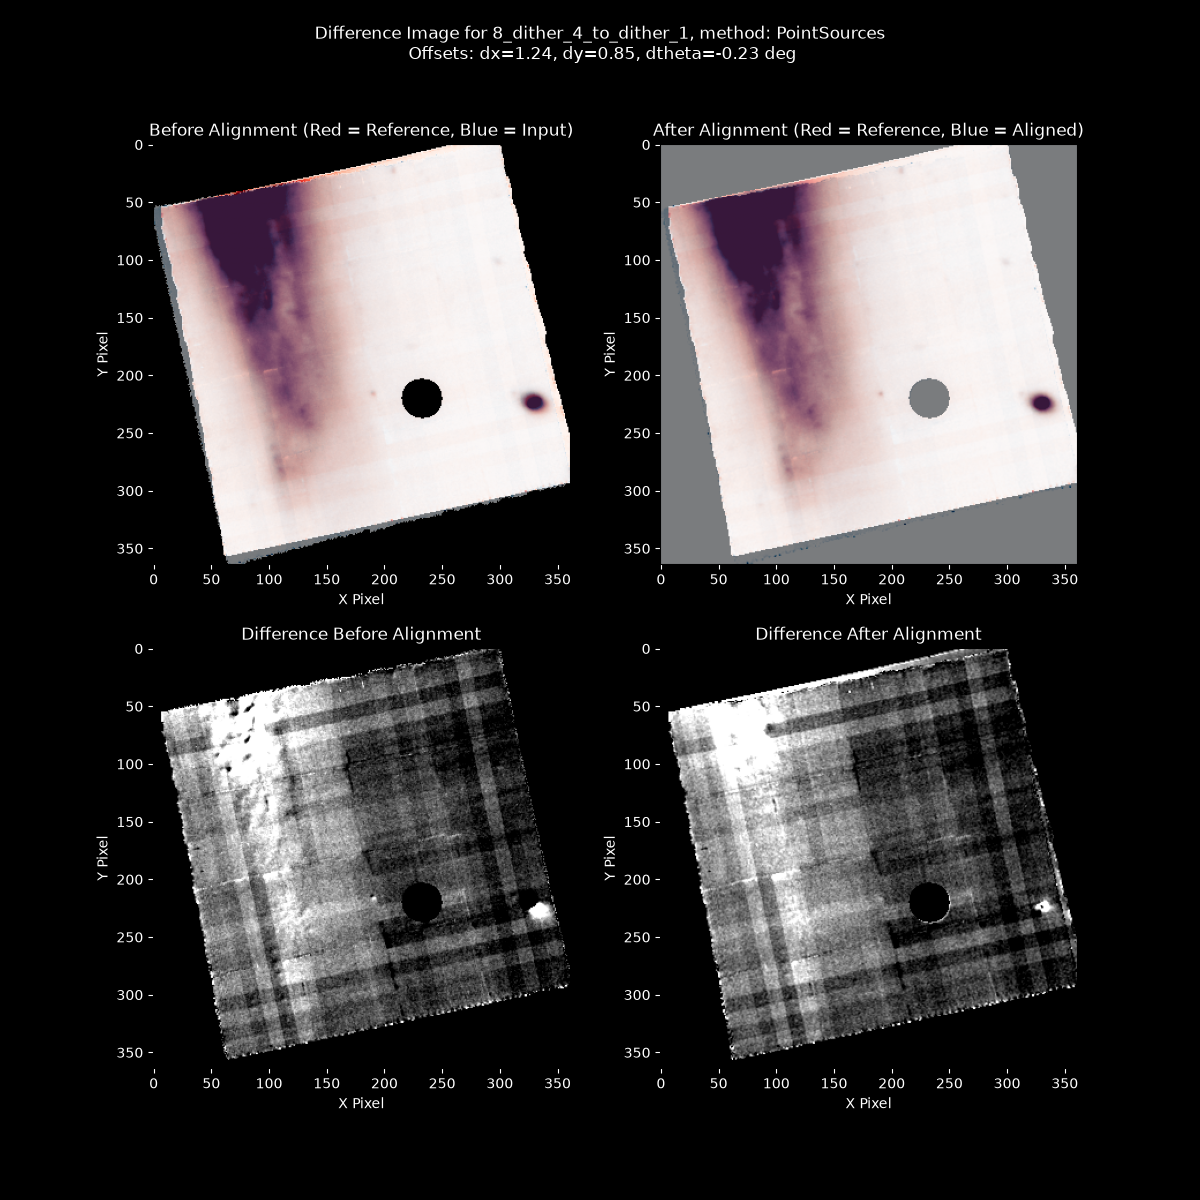 Difference Image for 8_dither_4_to_dither_1, method: PointSources
Offsets: dx=1.24, dy=0.85, dtheta=-0.23 deg
Before Alignment (Red = Reference, Blue = Input)
0
50
100
150
200
250
300
350
Y Pixel
0 50 100 150 200 250 300 350
X Pixel
After Alignment (Red = Reference, Blue = Aligned)
0
50
100
150
200
250
300
350
Y Pixel
0 50 100 150 200 250 300 350
X Pixel
Difference Before Alignment
0
50
100
150
200
250
300
350
Y Pixel
0 50 100 150 200 250 300 350
X Pixel
Difference After Alignment
0
50
100
150
200
250
300
350
Y Pixel
0 50 100 150 200 250 300 350
X Pixel